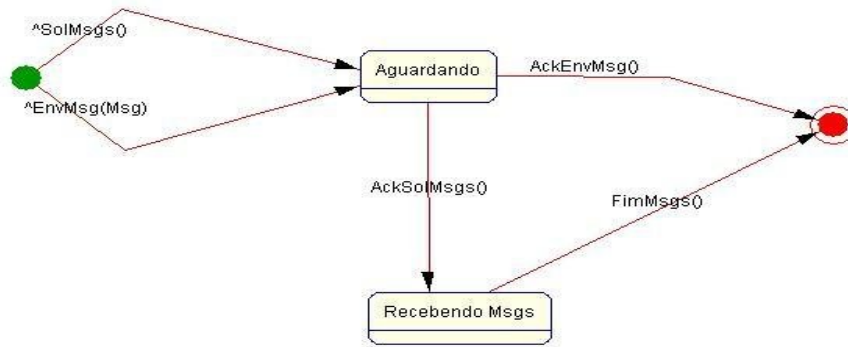 ^SolMsgs()
Aguardando
AckEnvMsg()
^EnvMsg(Msg)
AckSolMsgs()
FimMsgs()
Recebendo Msgs